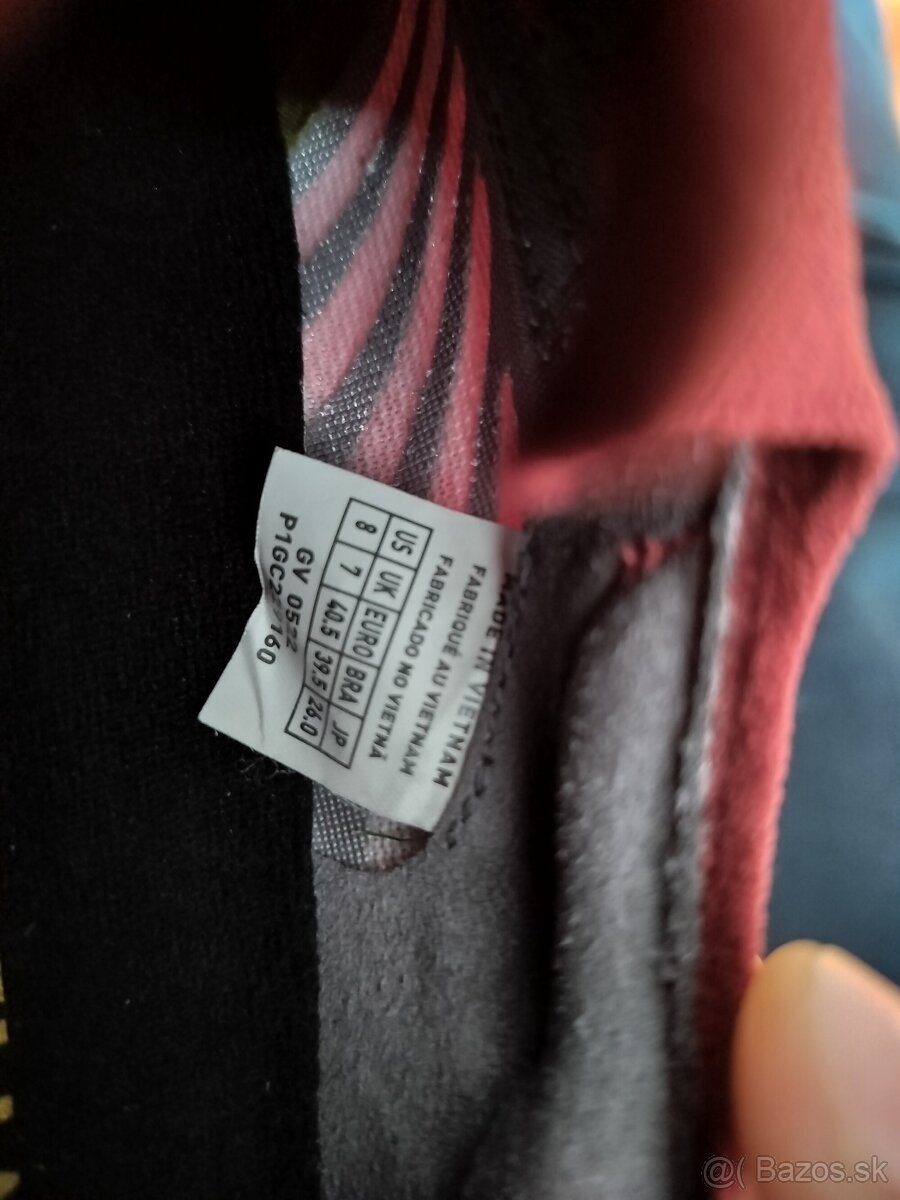 MADE IN VIETNAM
FABRIQUÉ AU VIETNAM
FABRICADO NO VIETNÃ
US UK EURO BRA JP
8 7 40.5 39.5 26.0
GV 0522
@( Bazos.sk